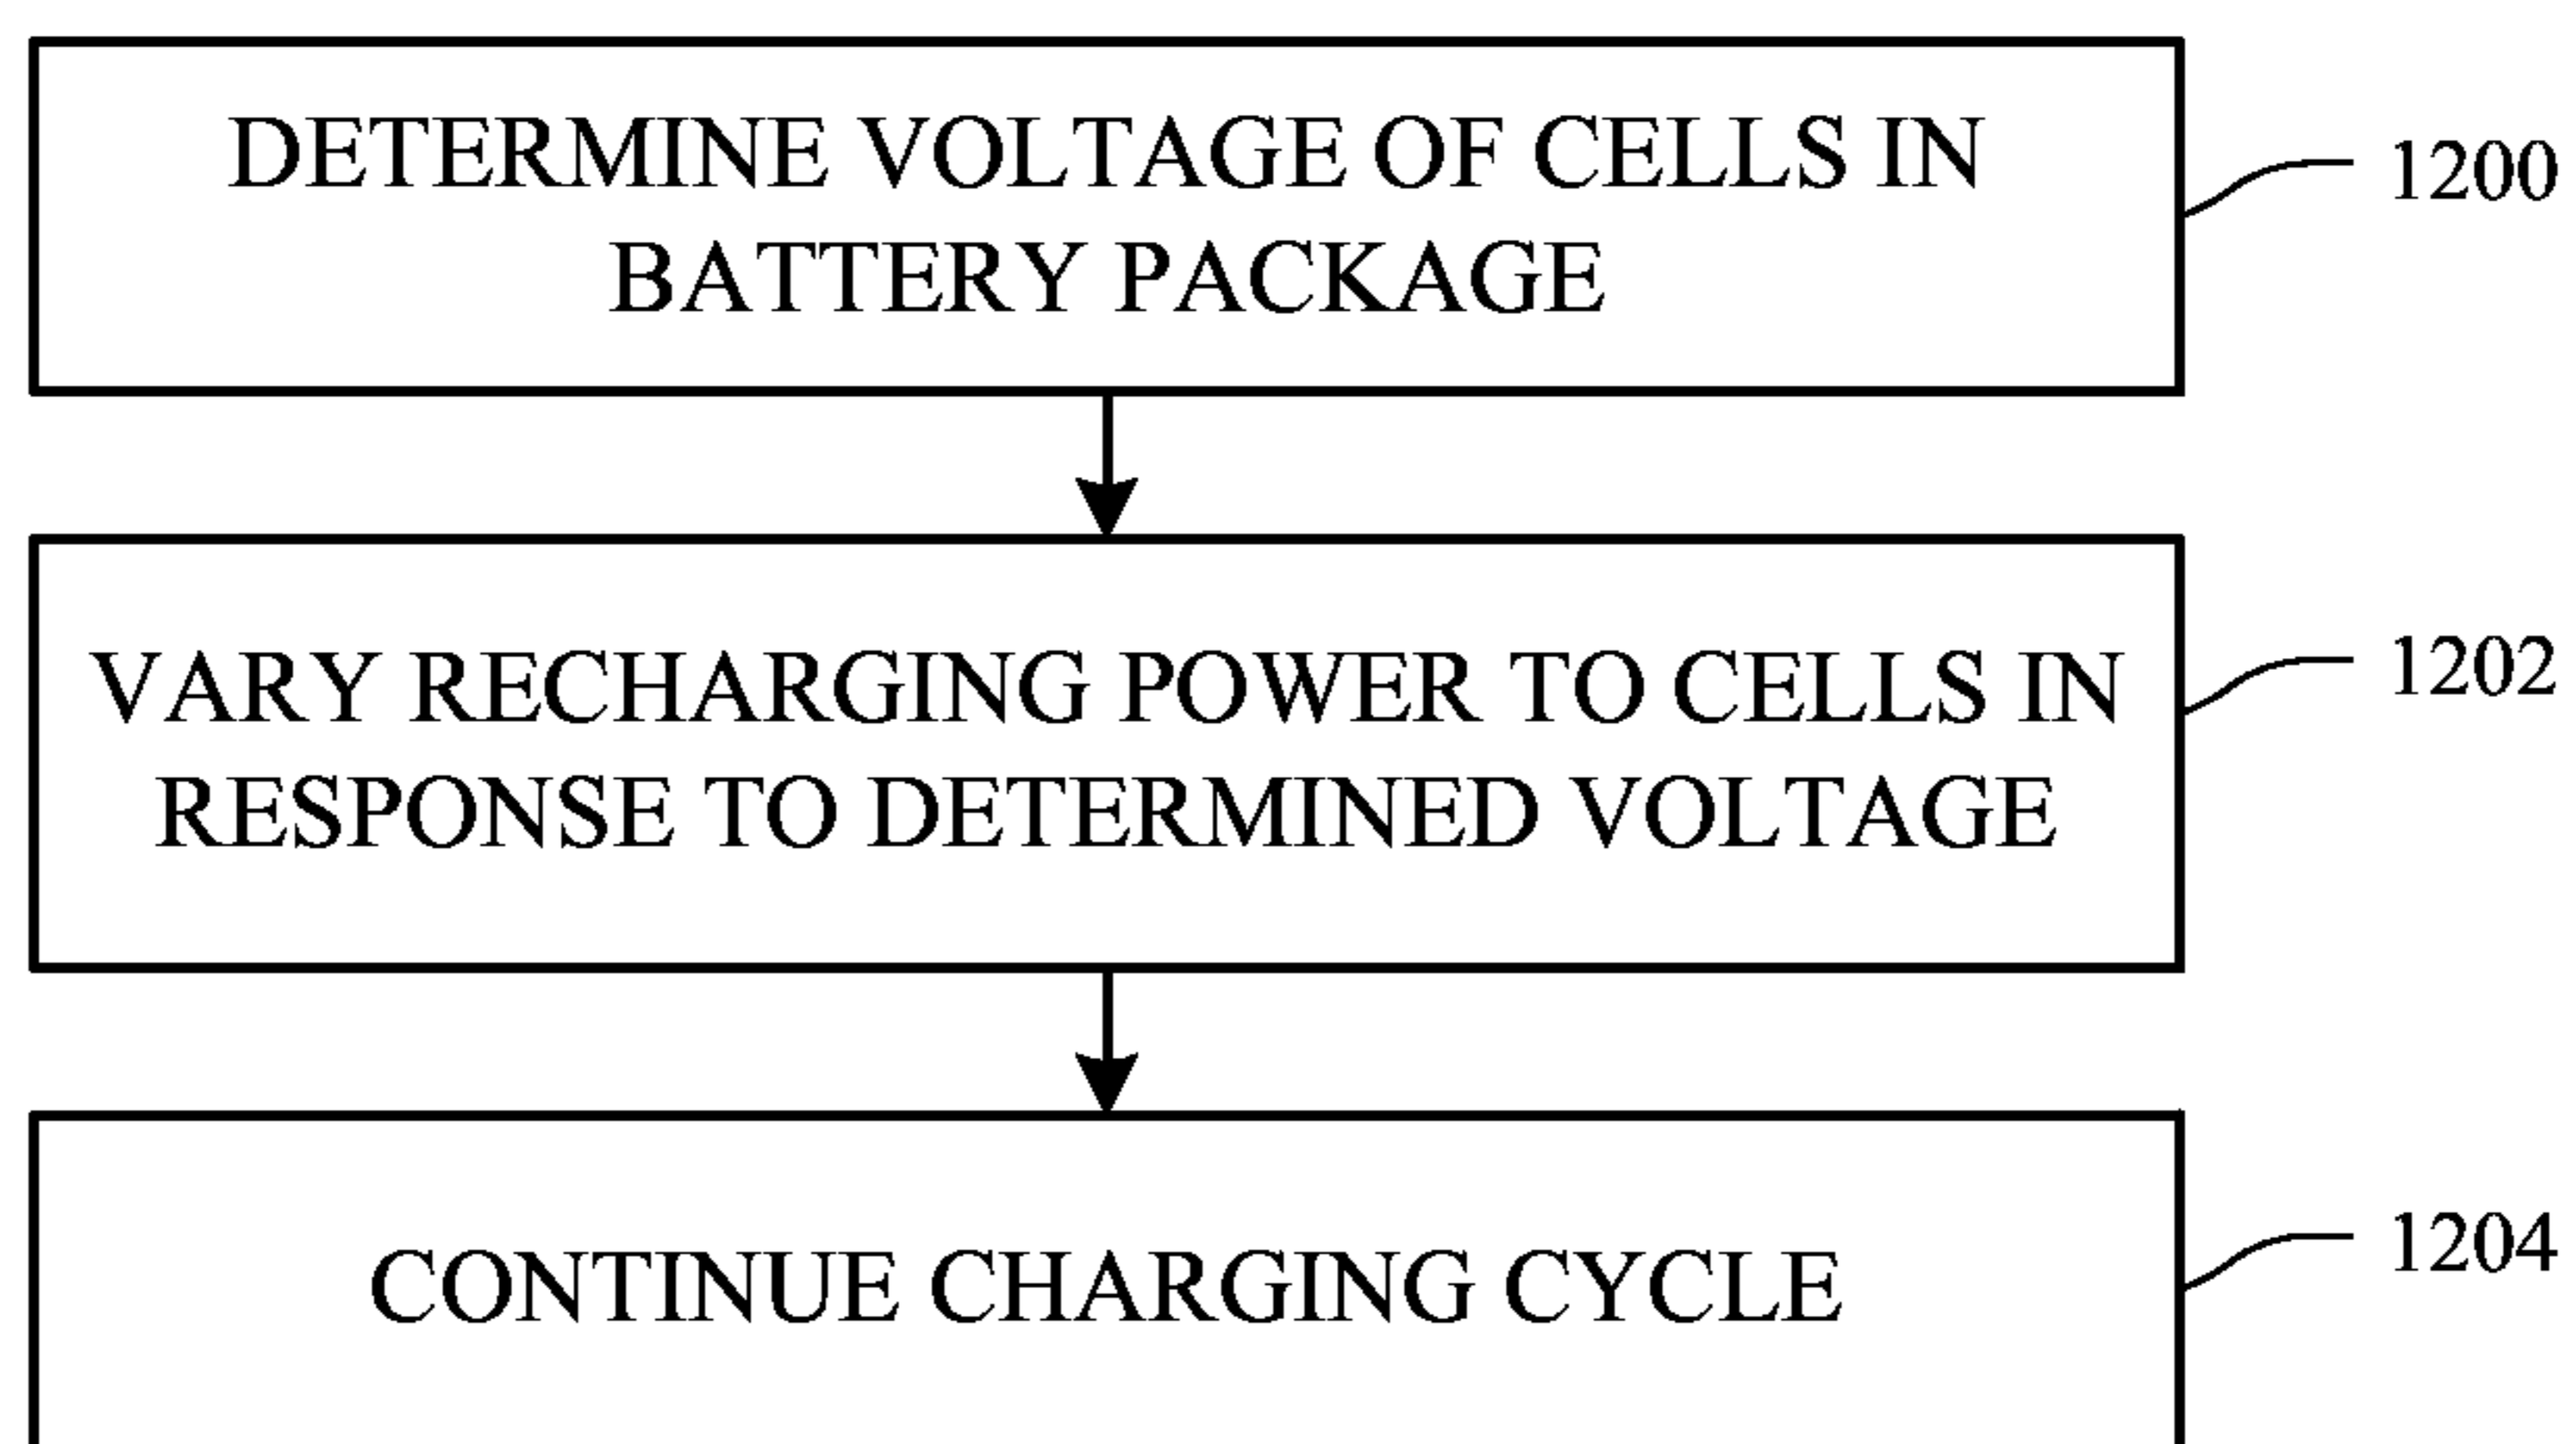 DETERMINE VOLTAGE OF CELLS IN
BATTERY PACKAGE
1200
VARY RECHARGING POWER TO CELLS IN
RESPONSE TO DETERMINED VOLTAGE
1202
CONTINUE CHARGING CYCLE
1204